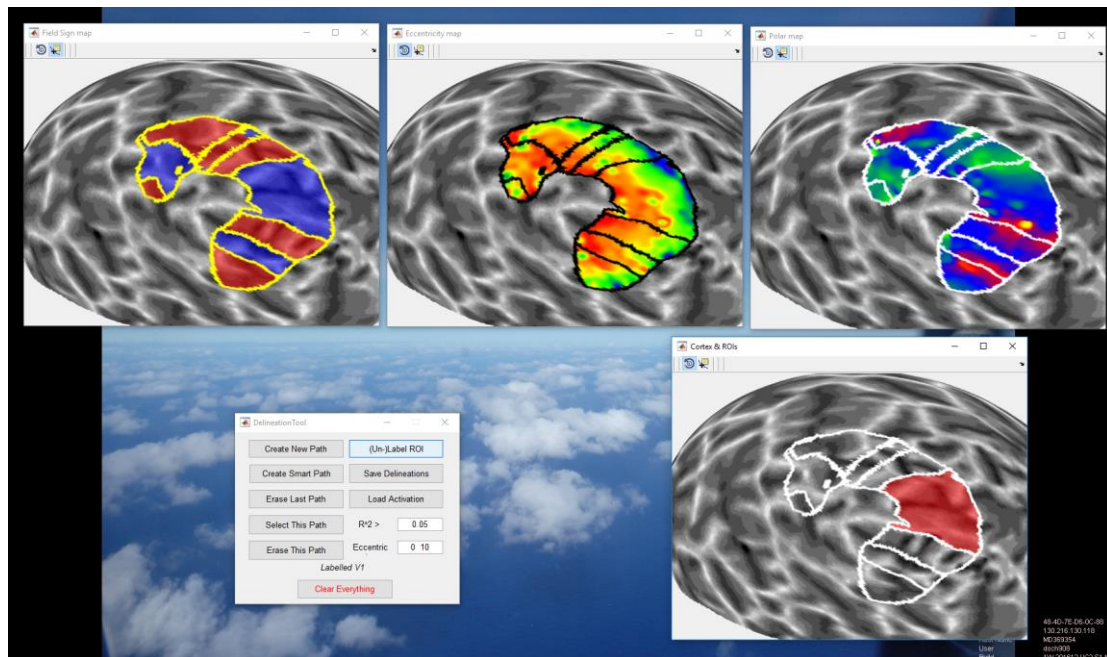 Field Sign map
Eccentricity map
Polar map
Cortex & ROIs
DelineationTool
Create New Path
(Un-)Label ROI
Create Smart Path
Save Delineations
Erase Last Path
Load Activation
Select This Path
R^2 >
0.05
Erase This Path
Eccentric
0 10
Labelled V1
Clear Everything
48-4D-7E-D6-0C-88
130.216.130.118
MD369354
User
dsch908